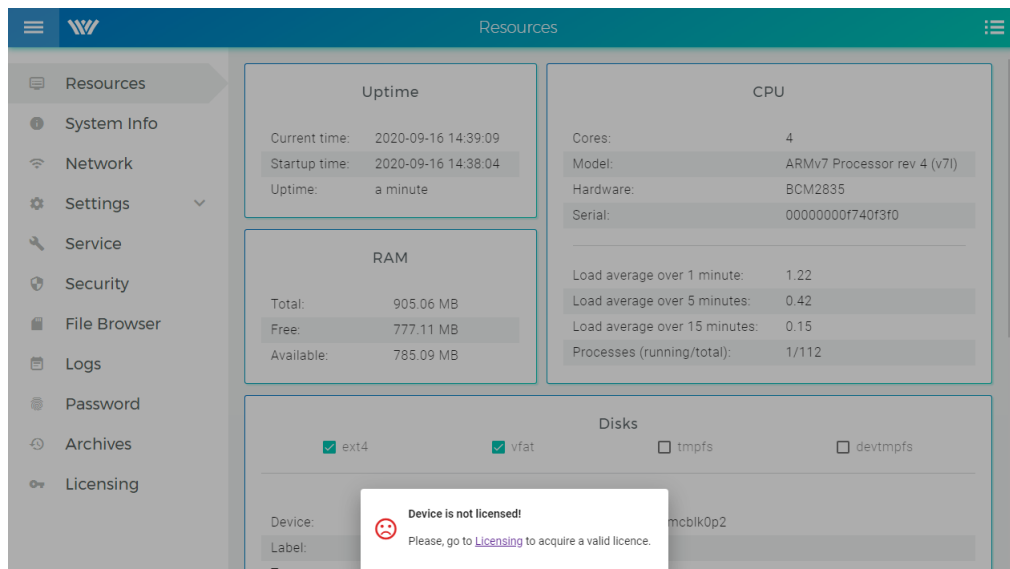 Resources
Resources
System Info
Network
Settings
Service
Security
File Browser
Logs
Password
Archives
Licensing
Uptime
Current time: 2020-09-16 14:39:09
Startup time: 2020-09-16 14:38:04
Uptime: a minute
RAM
Total: 905.06 MB
Free: 777.11 MB
Available: 785.09 MB
CPU
Cores: 4
Model: ARMv7 Processor rev 4 (v7l)
Hardware: BCM2835
Serial: 00000000f740f3f0
Load average over 1 minute: 1.22
Load average over 5 minutes: 0.42
Load average over 15 minutes: 0.15
Processes (running/total): 1/112
Disks
ext4 vfat tmpfs devtmpfs
Device: mcblk0p2
Label:
Device is not licensed!
Please, go to Licensing to acquire a valid licence.